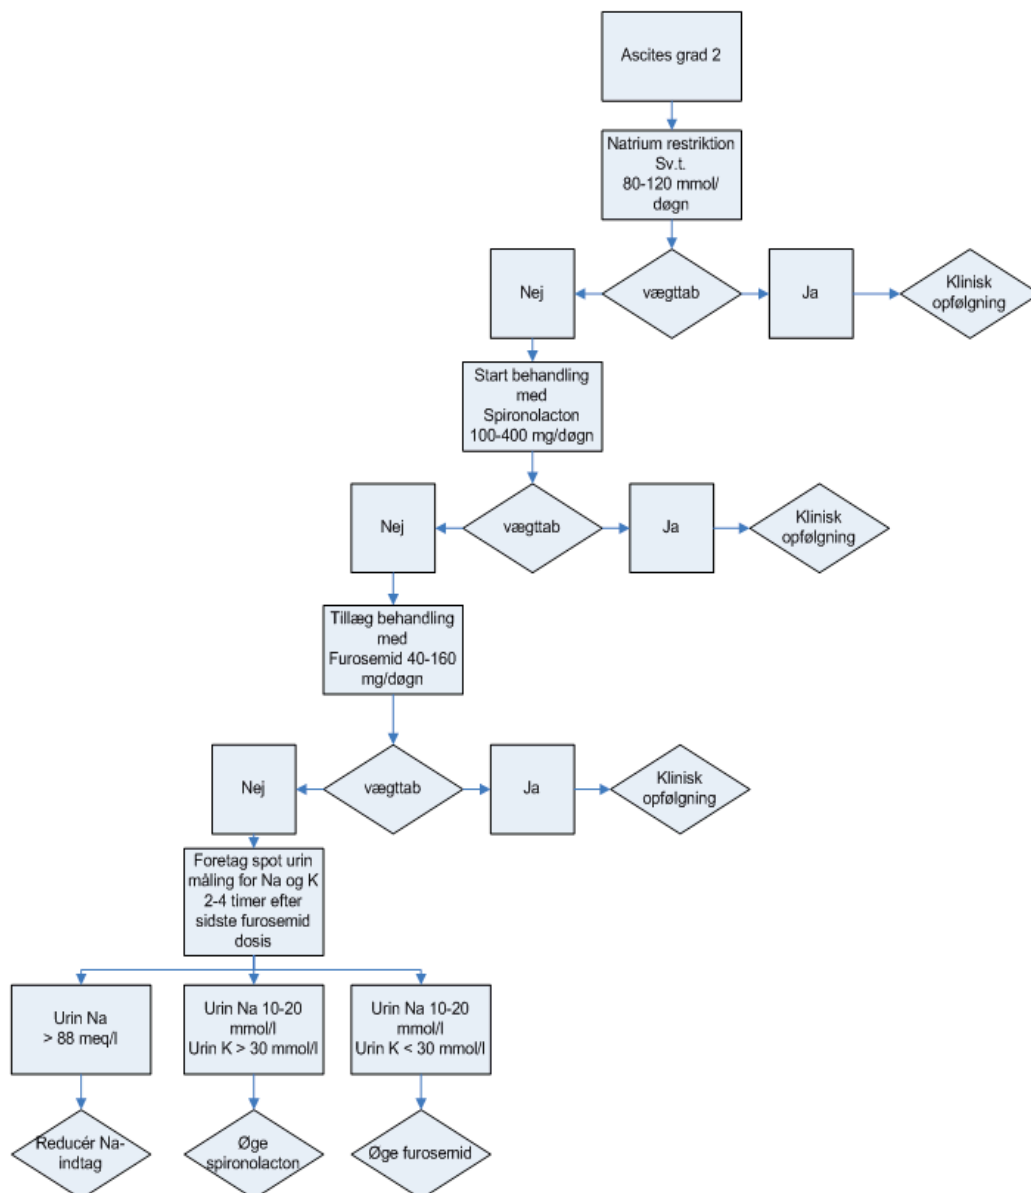 Ascites grad 2
Natrium restriktion
Sv.t.
80-120 mmol/
døgn
Nej
vægttab
Ja
Klinisk
opfølgning
Start behandling
med
Spironolacton
100-400 mg/døgn
Nej
vægttab
Ja
Klinisk
opfølgning
Tillæg behandling
med
Furosemid 40-160
mg/døgn
Nej
vægttab
Ja
Klinisk
opfølgning
Foretag spot urin
måling for Na og K
2-4 timer efter
sidste furosemid
dosis
Urin Na
> 88 meq/l
Urin Na 10-20
mmol/l
Urin K > 30 mmol/l
Urin Na 10-20
mmol/l
Urin K < 30 mmol/l
Reducér Na-
indtag
Øge
spironolacton
Øge furosemid